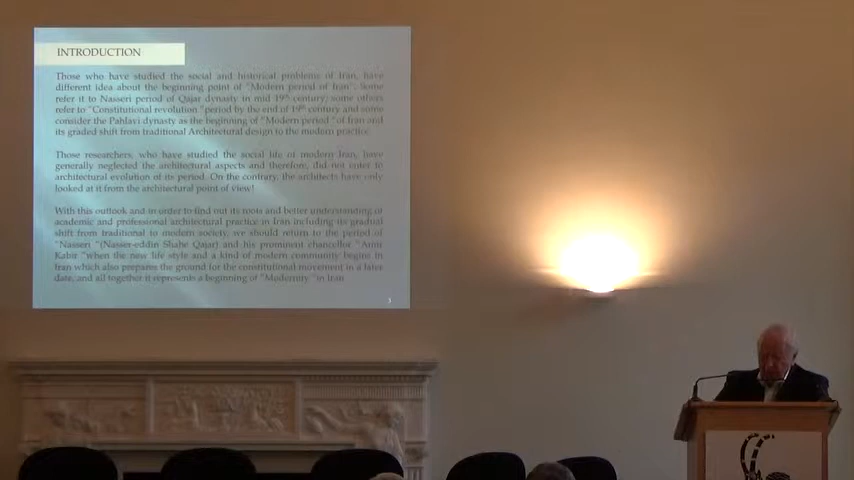 INTRODUCTION
Those who have studied the social and historical problems of Iran, have
different idea about the beginning point of "Modern period of Iran". Some
refer it to Nasseri period of Qajar dynasty in mid 19th century; some others
refer to "Constitutional revolution "period by the end of 19th century and some
consider the Pahlavi dynasty as the beginning of "Modern period "of Iran and
its graded shift from traditional Architectural design to the modern practice.
Those researchers, who have studied the social life of modern Iran, have
generally neglected the architectural aspects and therefore, did not enter to
architectural evolution of its period. On the contrary, the architects have only
looked at it from the architectural point of view!
With this outlook and in order to find out its roots and better understanding of
academic and professional architectural practice in Iran including its gradual
shift from traditional to modern society, we should return to the period of
"Nasseri "(Nasser-eddin Shahe Qajar) and his prominent chancellor "Amir
Kabir "when the new life style and a kind of modern community begins in
Iran which also prepares the ground for the constitutional movement in a later
date, and all together it represents a beginning of "Modernity "in Iran
3